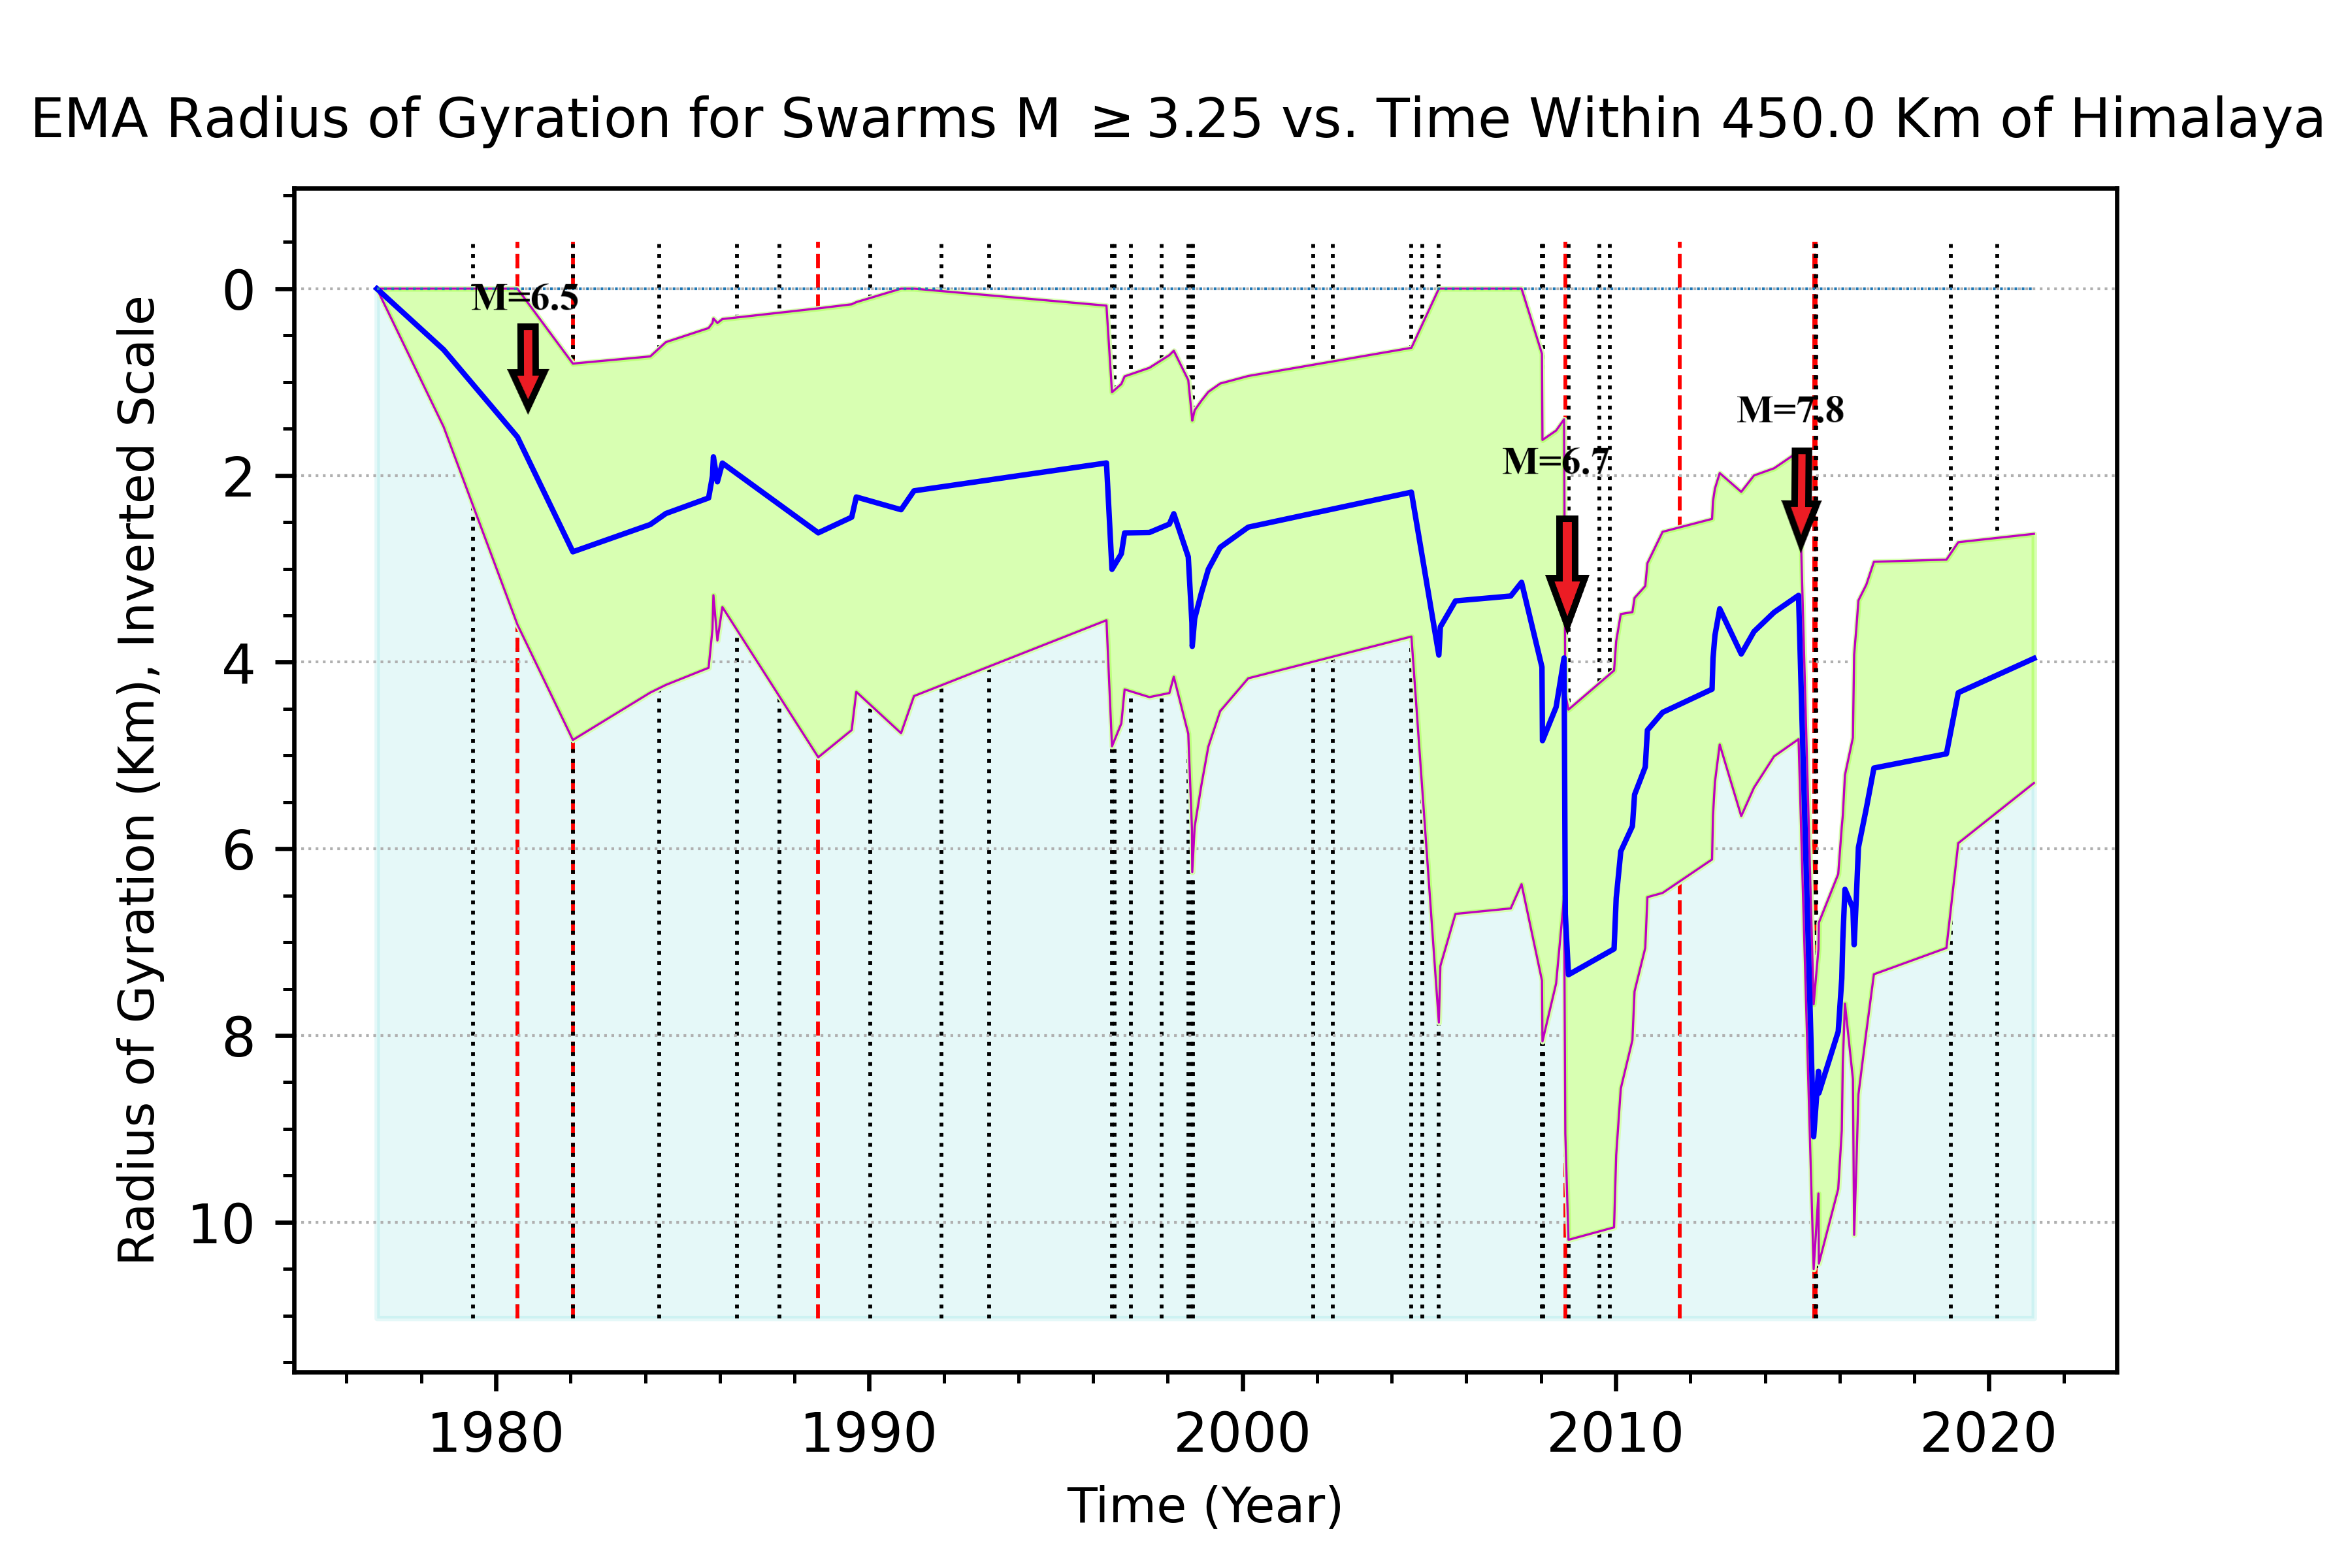 EMA Radius of Gyration for Swarms M ≥ 3.25 vs. Time Within 450.0 Km of Himalaya
Radius of Gyration (Km), Inverted Scale
0
2
4
6
8
10
M=6.5
M=6.7
M=7.8
1980 1990 2000 2010 2020
Time (Year)